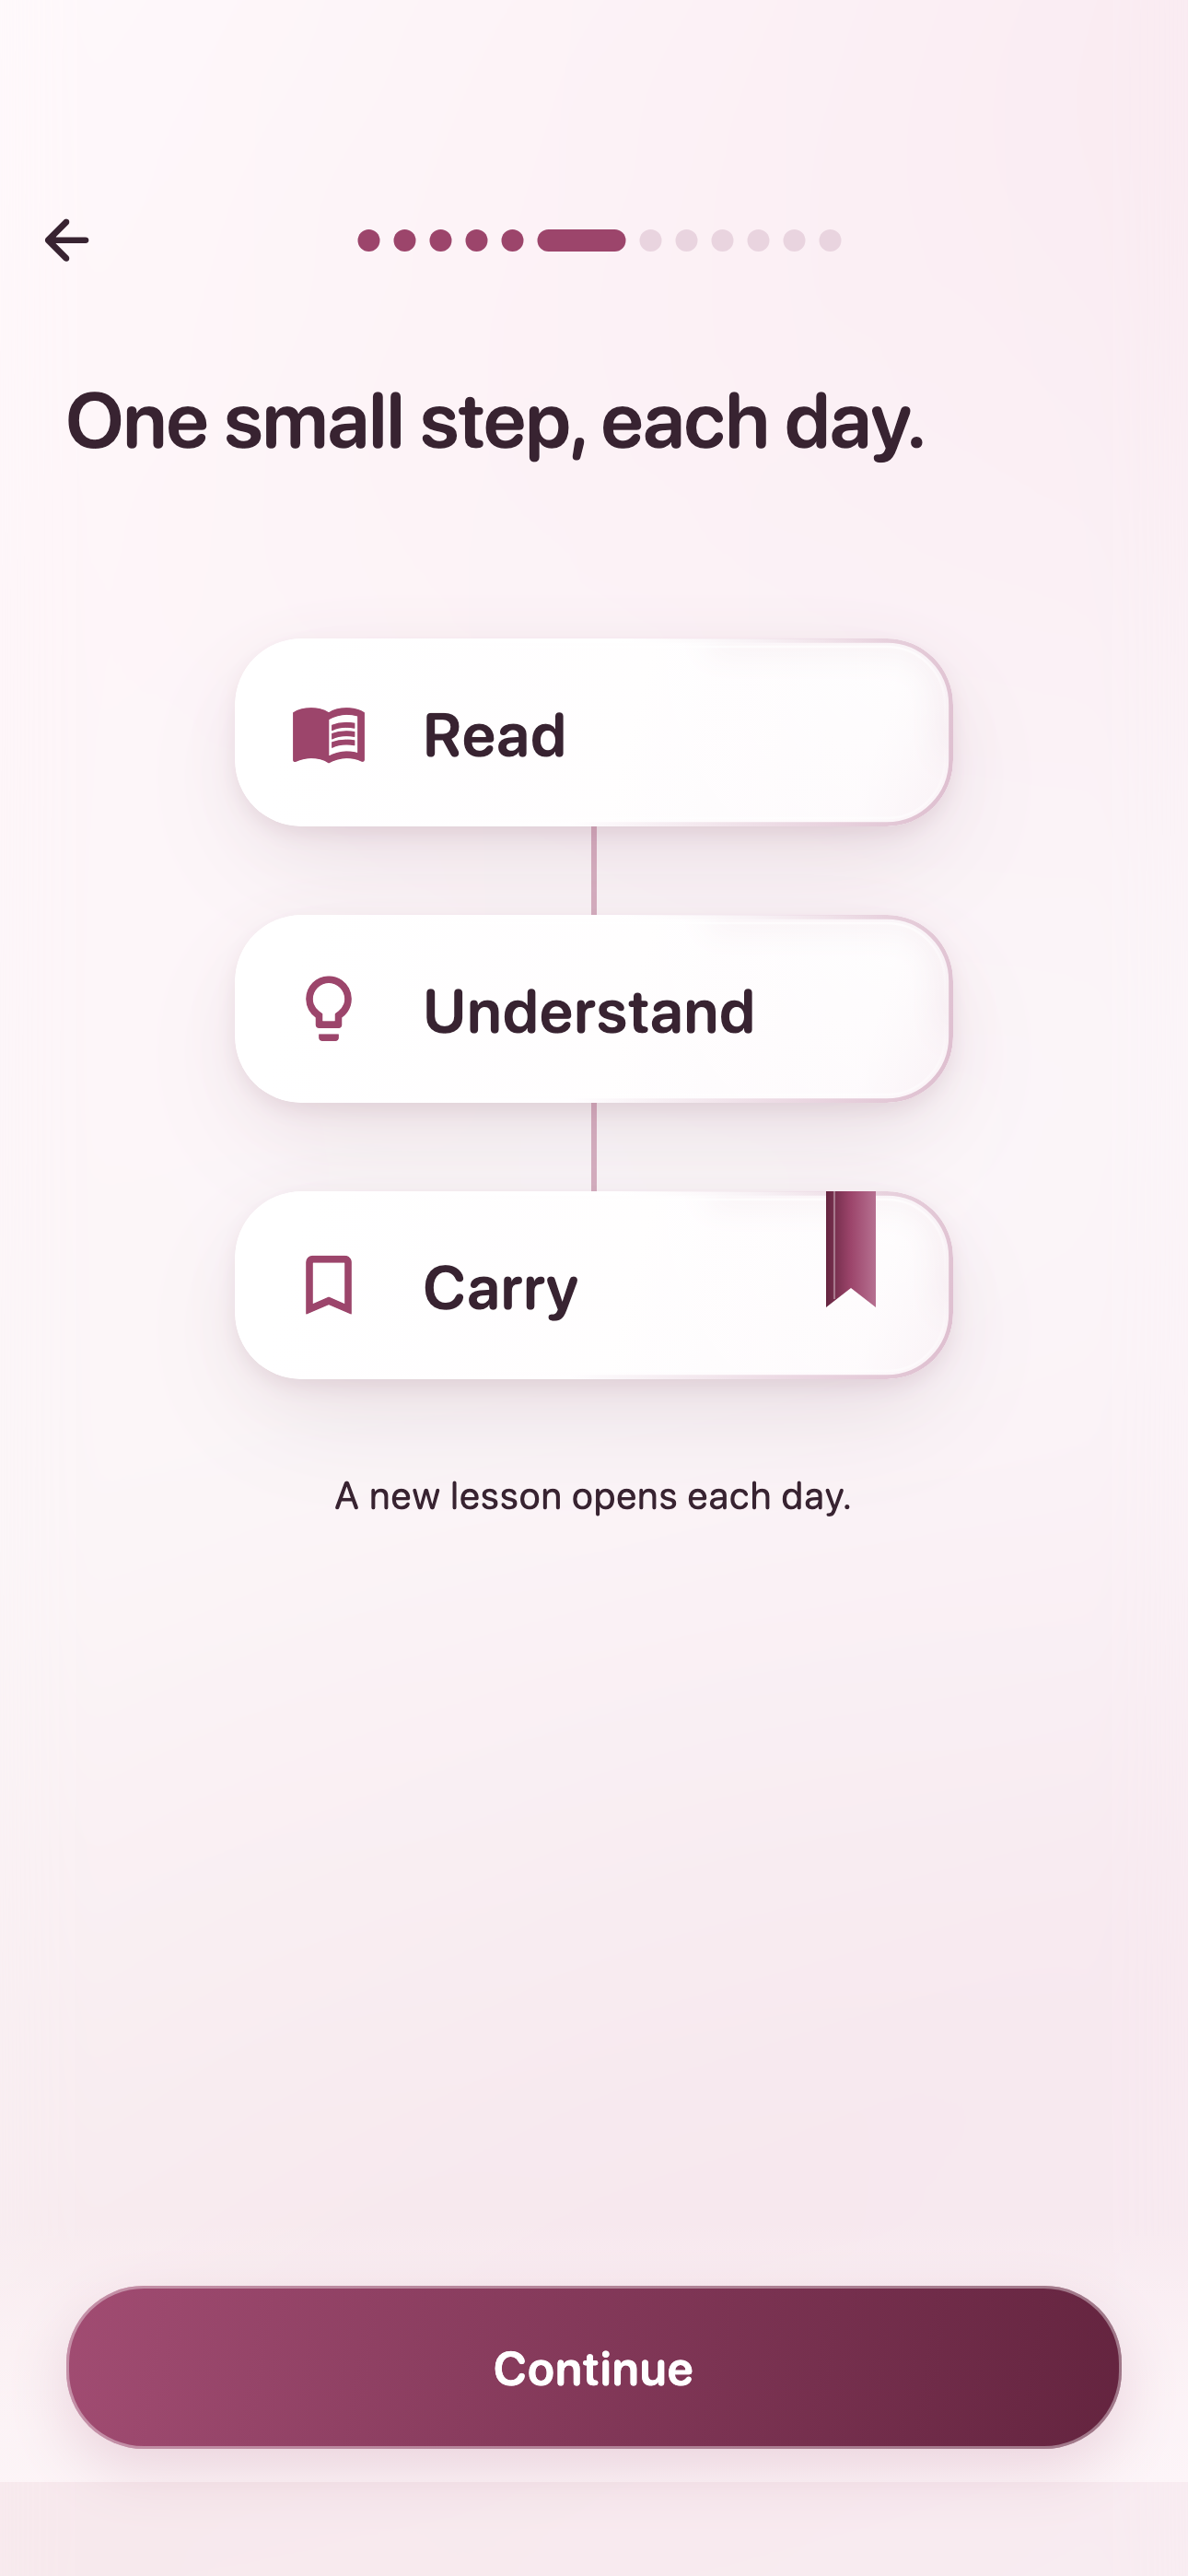 One small step, each day.
Read
Understand
Carry
A new lesson opens each day.
Continue